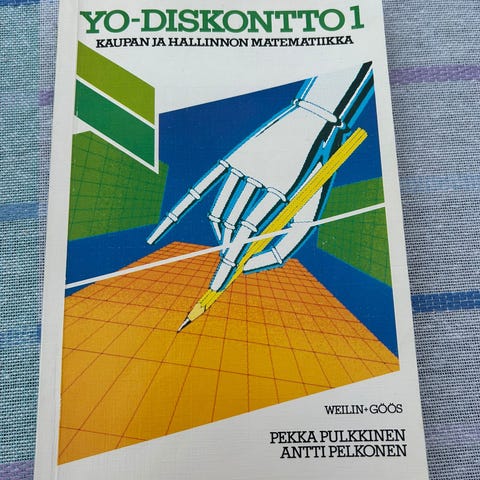 YO-DISKONTTO 1
KAUPAN JA HALLINNON MATEMATIIKKA
WEILIN+GÖÖS
PEKKA PULKKINEN
ANTTI PELKONEN